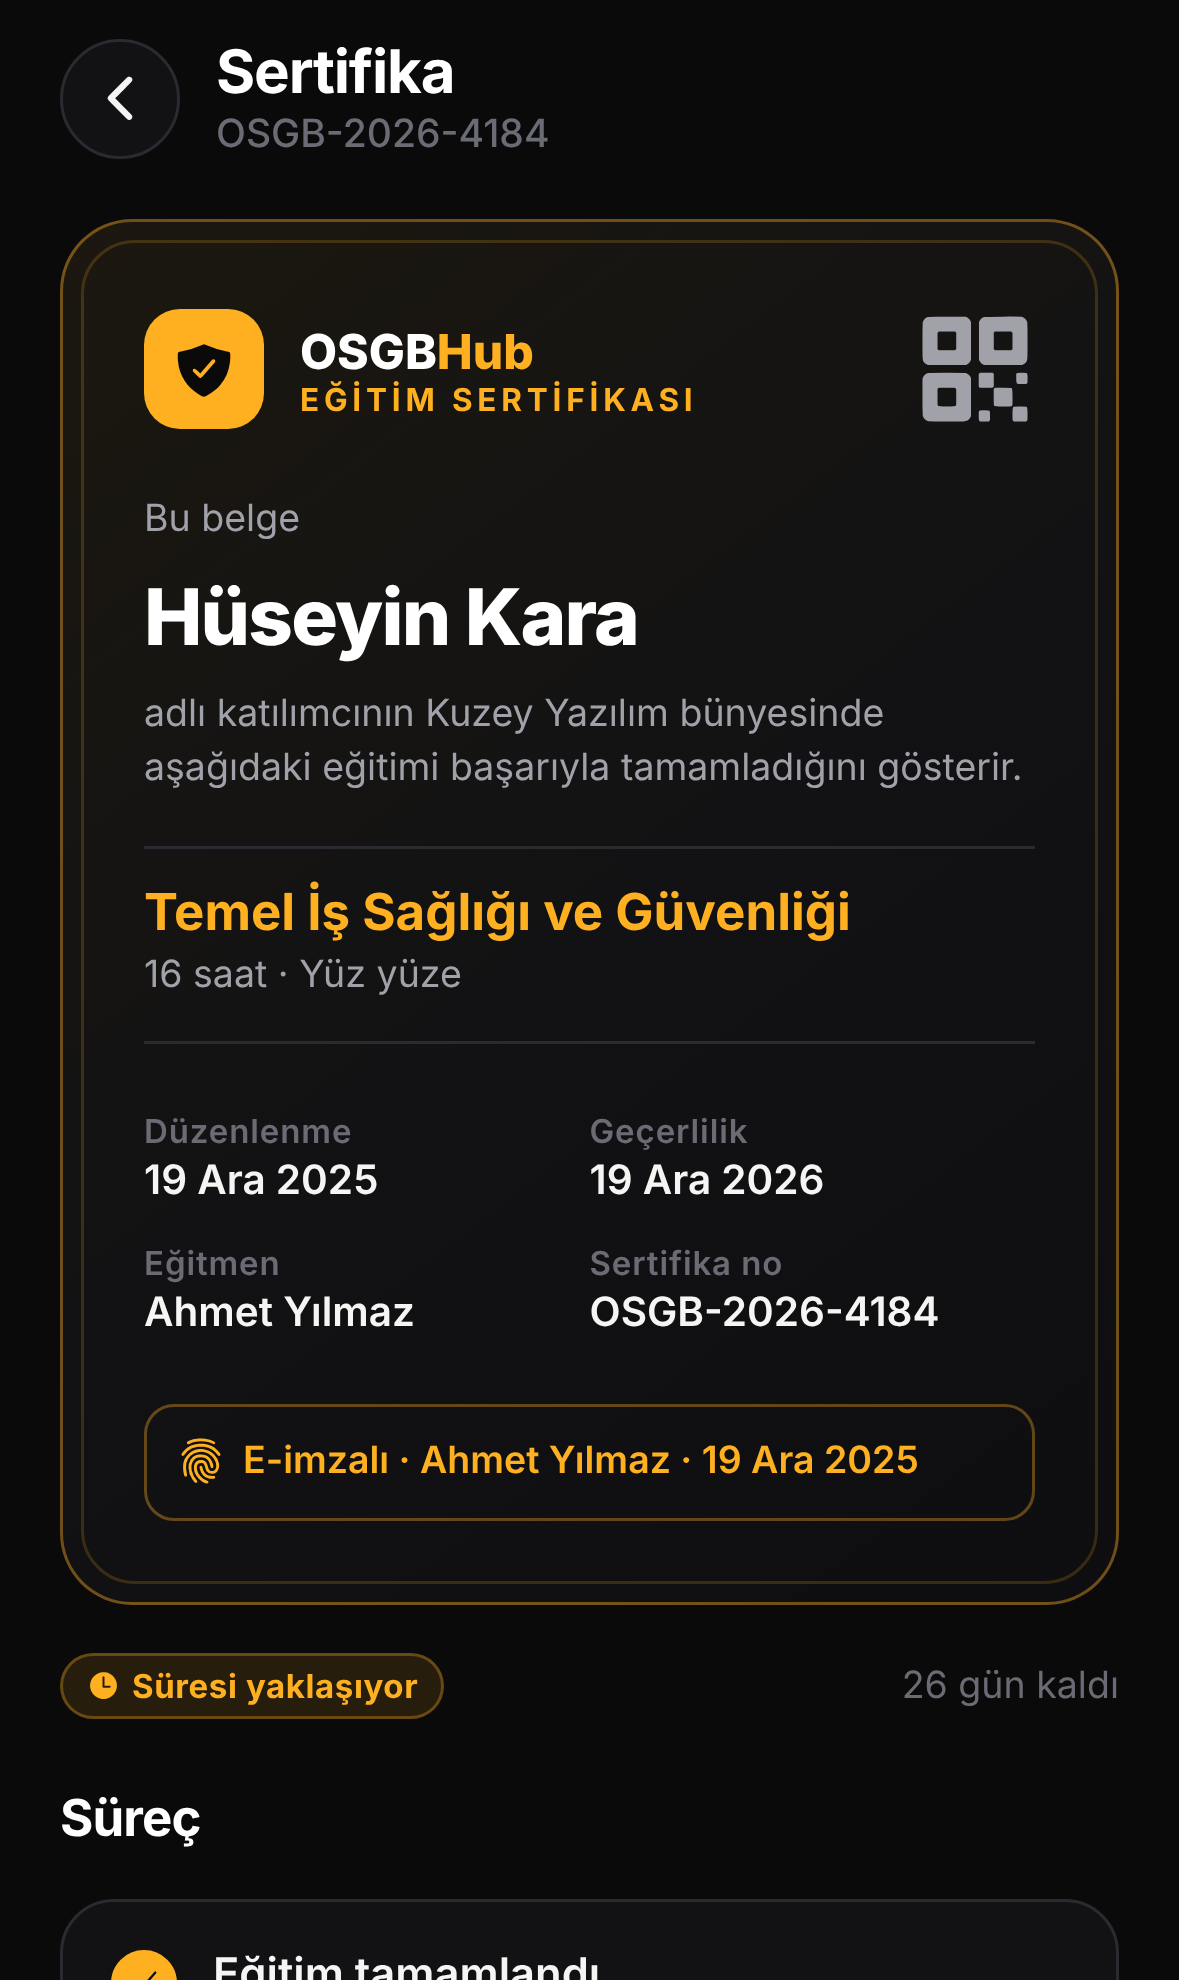 Sertifika
OSGB-2026-4184
OSGBHub
EĞİTİM SERTİFİKASI
Bu belge
Hüseyin Kara
adlı katılımcının Kuzey Yazılım bünyesinde
aşağıdaki eğitimi başarıyla tamamladığını gösterir.
Temel İş Sağlığı ve Güvenliği
16 saat · Yüz yüze
Düzenlenme
19 Ara 2025
Geçerlilik
19 Ara 2026
Eğitmen
Ahmet Yılmaz
Sertifika no
OSGB-2026-4184
E-imzalı · Ahmet Yılmaz · 19 Ara 2025
Süresi yaklaşıyor
26 gün kaldı
Süreç
Eğitim tamamlandı